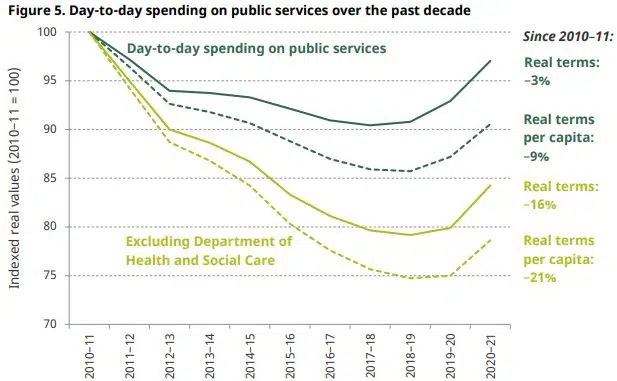 Figure 5. Day-to-day spending on public services over the past decade
Indexed real values (2010–11 = 100)
100
95
90
85
80
75
70
Day-to-day spending on public services
Excluding Department of
Health and Social Care
2010–11
2011–12
2012–13
2013–14
2014–15
2015–16
2016–17
2017–18
2018–19
2019–20
2020–21
Since 2010–11:
Real terms:
–3%
Real terms
per capita:
–9%
Real terms:
–16%
Real terms
per capita:
–21%